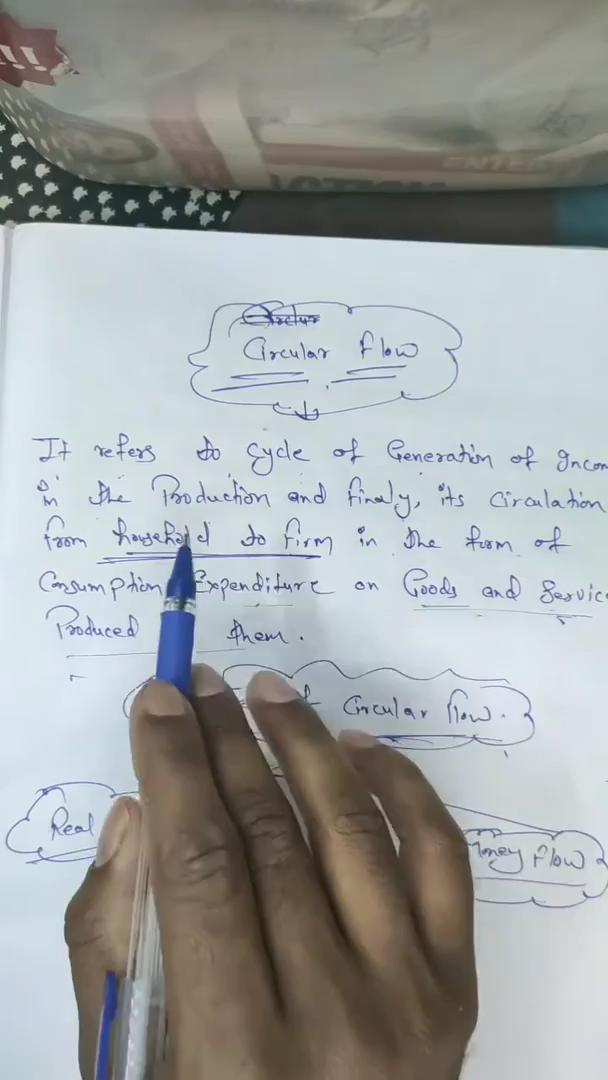 !!!
Circular Flow
It refers to cycle of Generation of Incom
in the Production and finaly, its circulation
from household to firm in the form of
Consumption Expenditure on Goods and Servic
Produced them.
of Circular flow.
Real
Money Flow